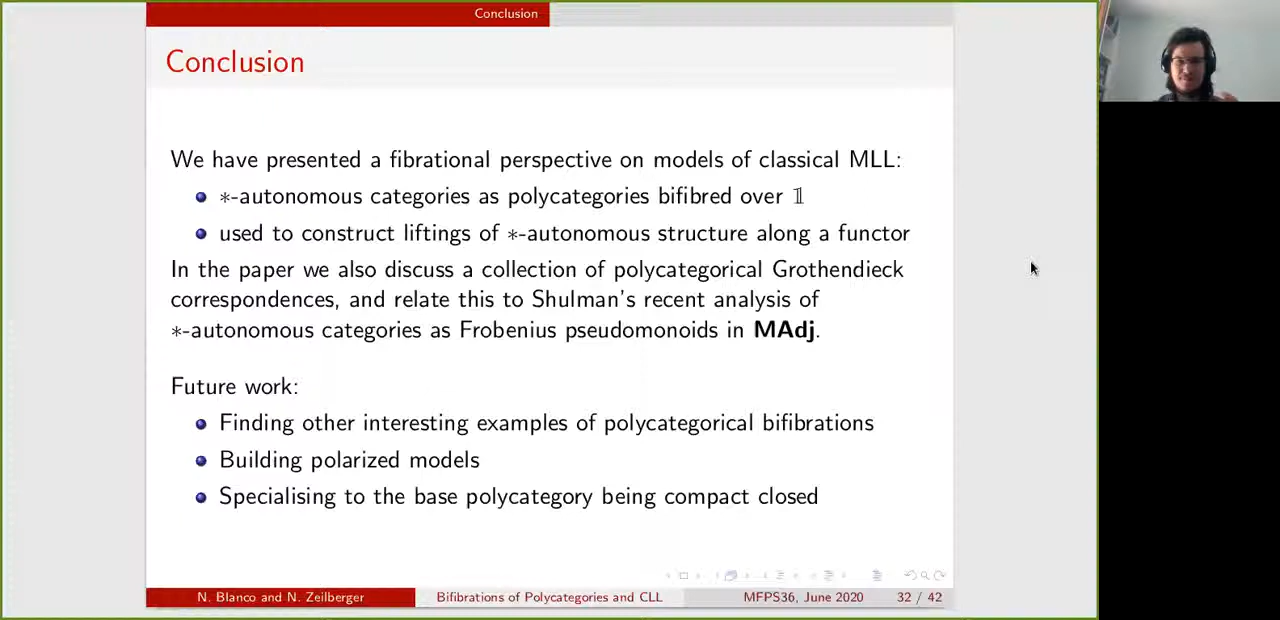 Conclusion
Conclusion
We have presented a fibrational perspective on models of classical MLL:
∗-autonomous categories as polycategories bifibred over 𝟙
used to construct liftings of ∗-autonomous structure along a functor
In the paper we also discuss a collection of polycategorical Grothendieck
correspondences, and relate this to Shulman's recent analysis of
∗-autonomous categories as Frobenius pseudomonoids in MAdj.
Future work:
Finding other interesting examples of polycategorical bifibrations
Building polarized models
Specialising to the base polycategory being compact closed
N. Blanco and N. Zeilberger Bifibrations of Polycategories and CLL MFPS36, June 2020 32 / 42